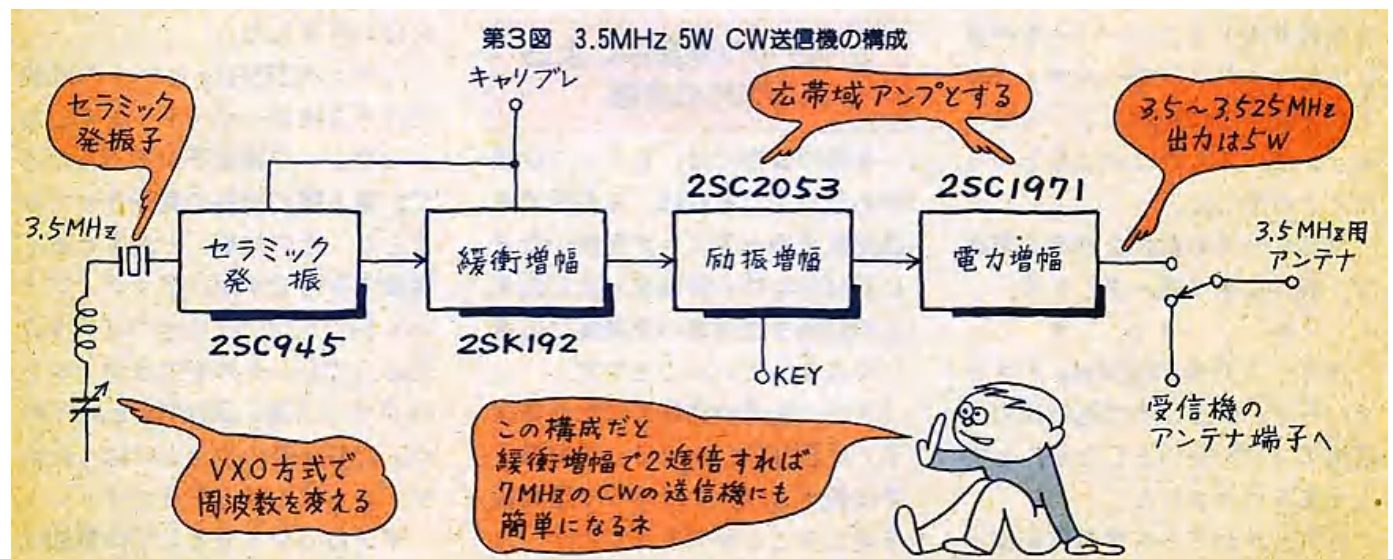 第3図 3.5MHz 5W CW送信機の構成
キャリブレ
セラミック
発振子
広帯域アンプとする
3.5～3.525MHz
出力は5W
2SC2053
2SC1971
3.5MHz
セラミック
発振
緩衝増幅
励振増幅
電力増幅
3.5MHz用
アンテナ
2SC945
2SK192
KEY
受信機の
アンテナ端子へ
VXO方式で
周波数を変える
この構成だと
緩衝増幅で2逓倍すれば
7MHzのCWの送信機にも
簡単になるネ